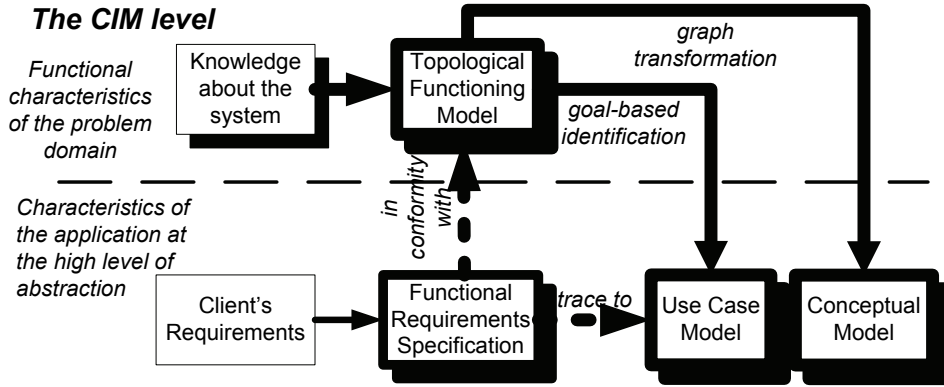 The CIM level
Functional
characteristics
of the problem
domain
Knowledge
about the
system
Topological
Functioning
Model
graph
transformation
goal-based
identification
in
conformity
with
Characteristics of
the application at
the high level of
abstraction
Client's
Requirements
Functional
Requirements
Specification
trace to
Use Case
Model
Conceptual
Model